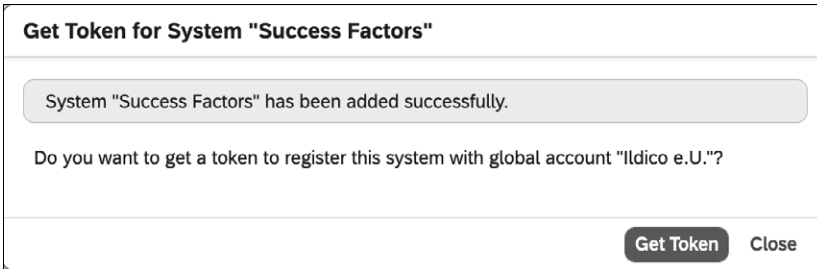 Get Token for System "Success Factors"
System "Success Factors" has been added successfully.
Do you want to get a token to register this system with global account "Ildico e.U."?
Get Token Close